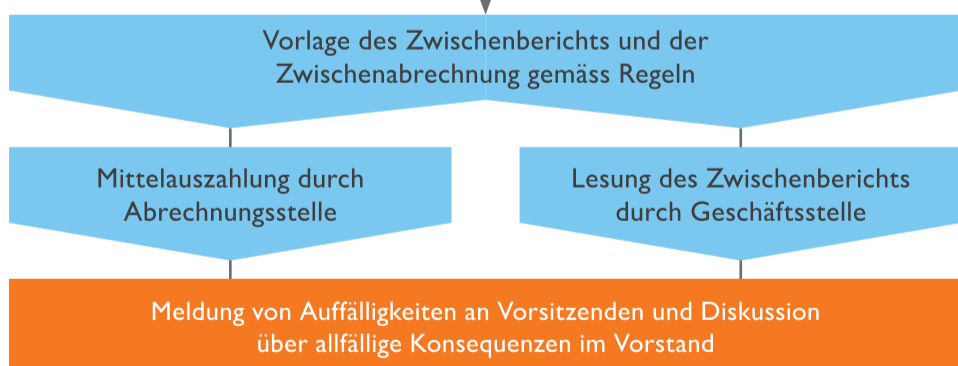 Vorlage des Zwischenberichts und der
Zwischenabrechnung gemäss Regeln
Mittelauszahlung durch
Abrechnungsstelle
Lesung des Zwischenberichts
durch Geschäftsstelle
Meldung von Auffälligkeiten an Vorsitzenden und Diskussion
über allfällige Konsequenzen im Vorstand